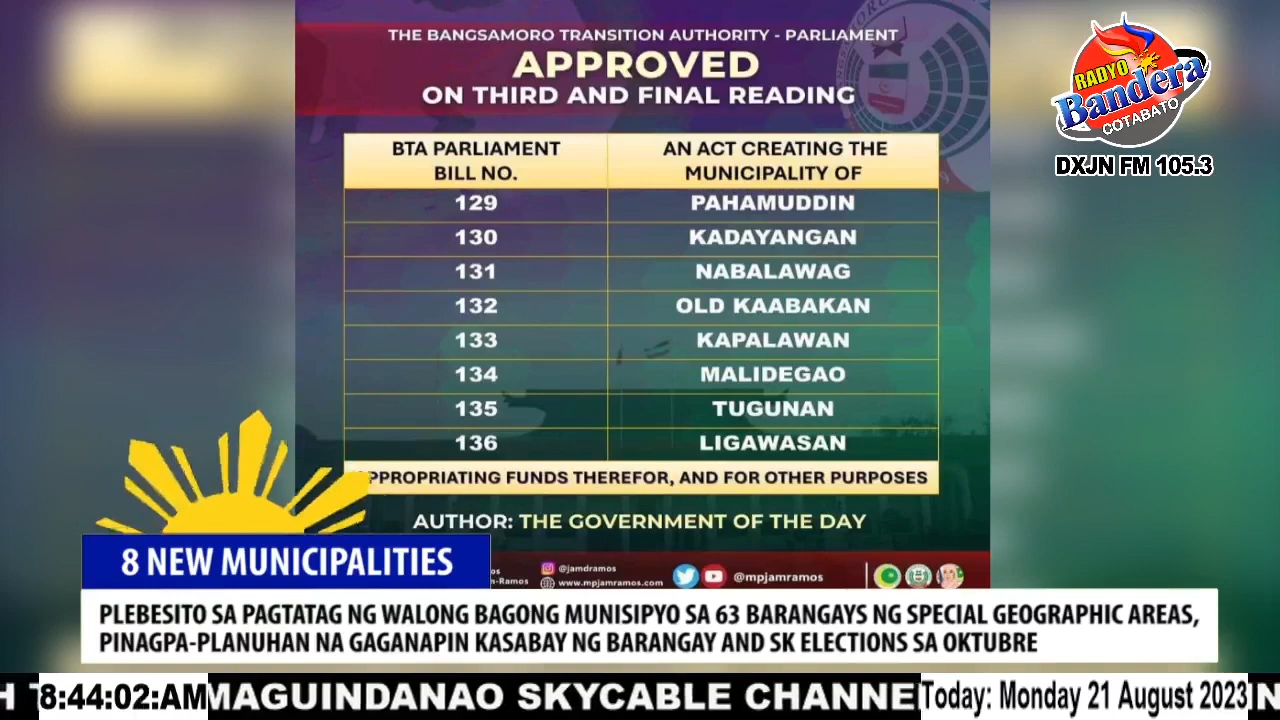 THE BANGSAMORO TRANSITION AUTHORITY - PARLIAMENT
APPROVED
ON THIRD AND FINAL READING
RADYO
Bandera
COTABATO
DXJN FM 105.3
BTA PARLIAMENT BILL NO.
AN ACT CREATING THE MUNICIPALITY OF
129 PAHAMUDDIN
130 KADAYANGAN
131 NABALAWAG
132 OLD KAABAKAN
133 KAPALAWAN
134 MALIDEGAO
135 TUGUNAN
136 LIGAWASAN
PPROPRIATING FUNDS THEREFOR, AND FOR OTHER PURPOSES
AUTHOR: THE GOVERNMENT OF THE DAY
@jamdramos
www.mpjamramos.com
@mpjamramos
n-Ramos
8 NEW MUNICIPALITIES
PLEBESITO SA PAGTATAG NG WALONG BAGONG MUNISIPYO SA 63 BARANGAYS NG SPECIAL GEOGRAPHIC AREAS,
PINAGPA-PLANUHAN NA GAGANAPIN KASABAY NG BARANGAY AND SK ELECTIONS SA OKTUBRE
8:44:02:AM MAGUINDANAO SKYCABLE CHANNE Today: Monday 21 August 2023